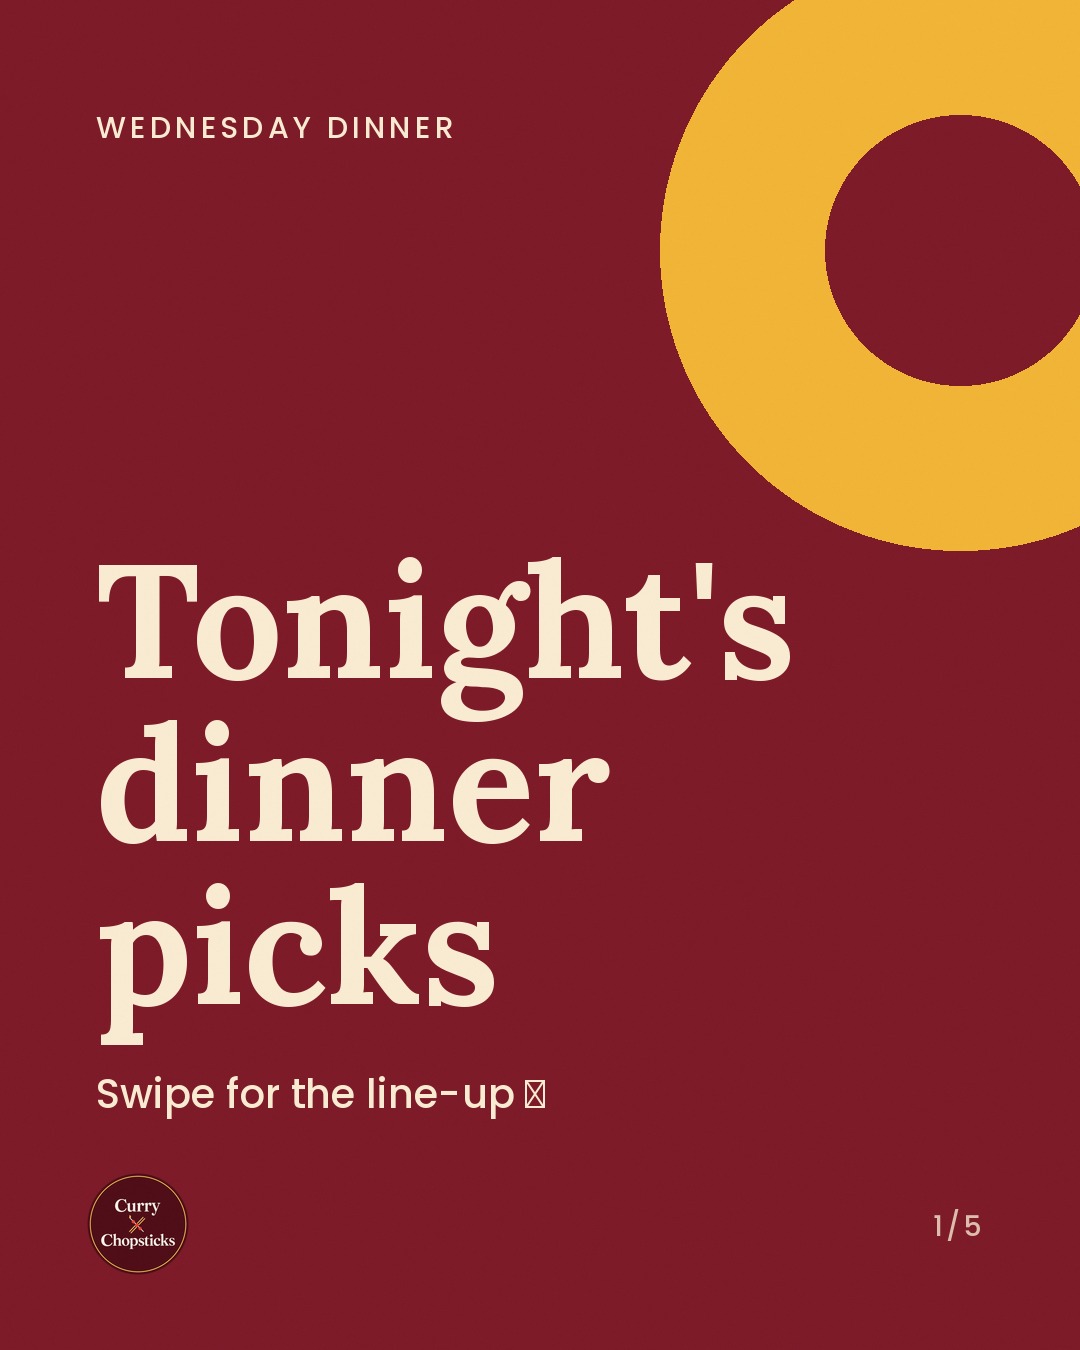 WEDNESDAY DINNER
Tonight's
dinner
picks
Swipe for the line-up
Curry
Chopsticks
1/5